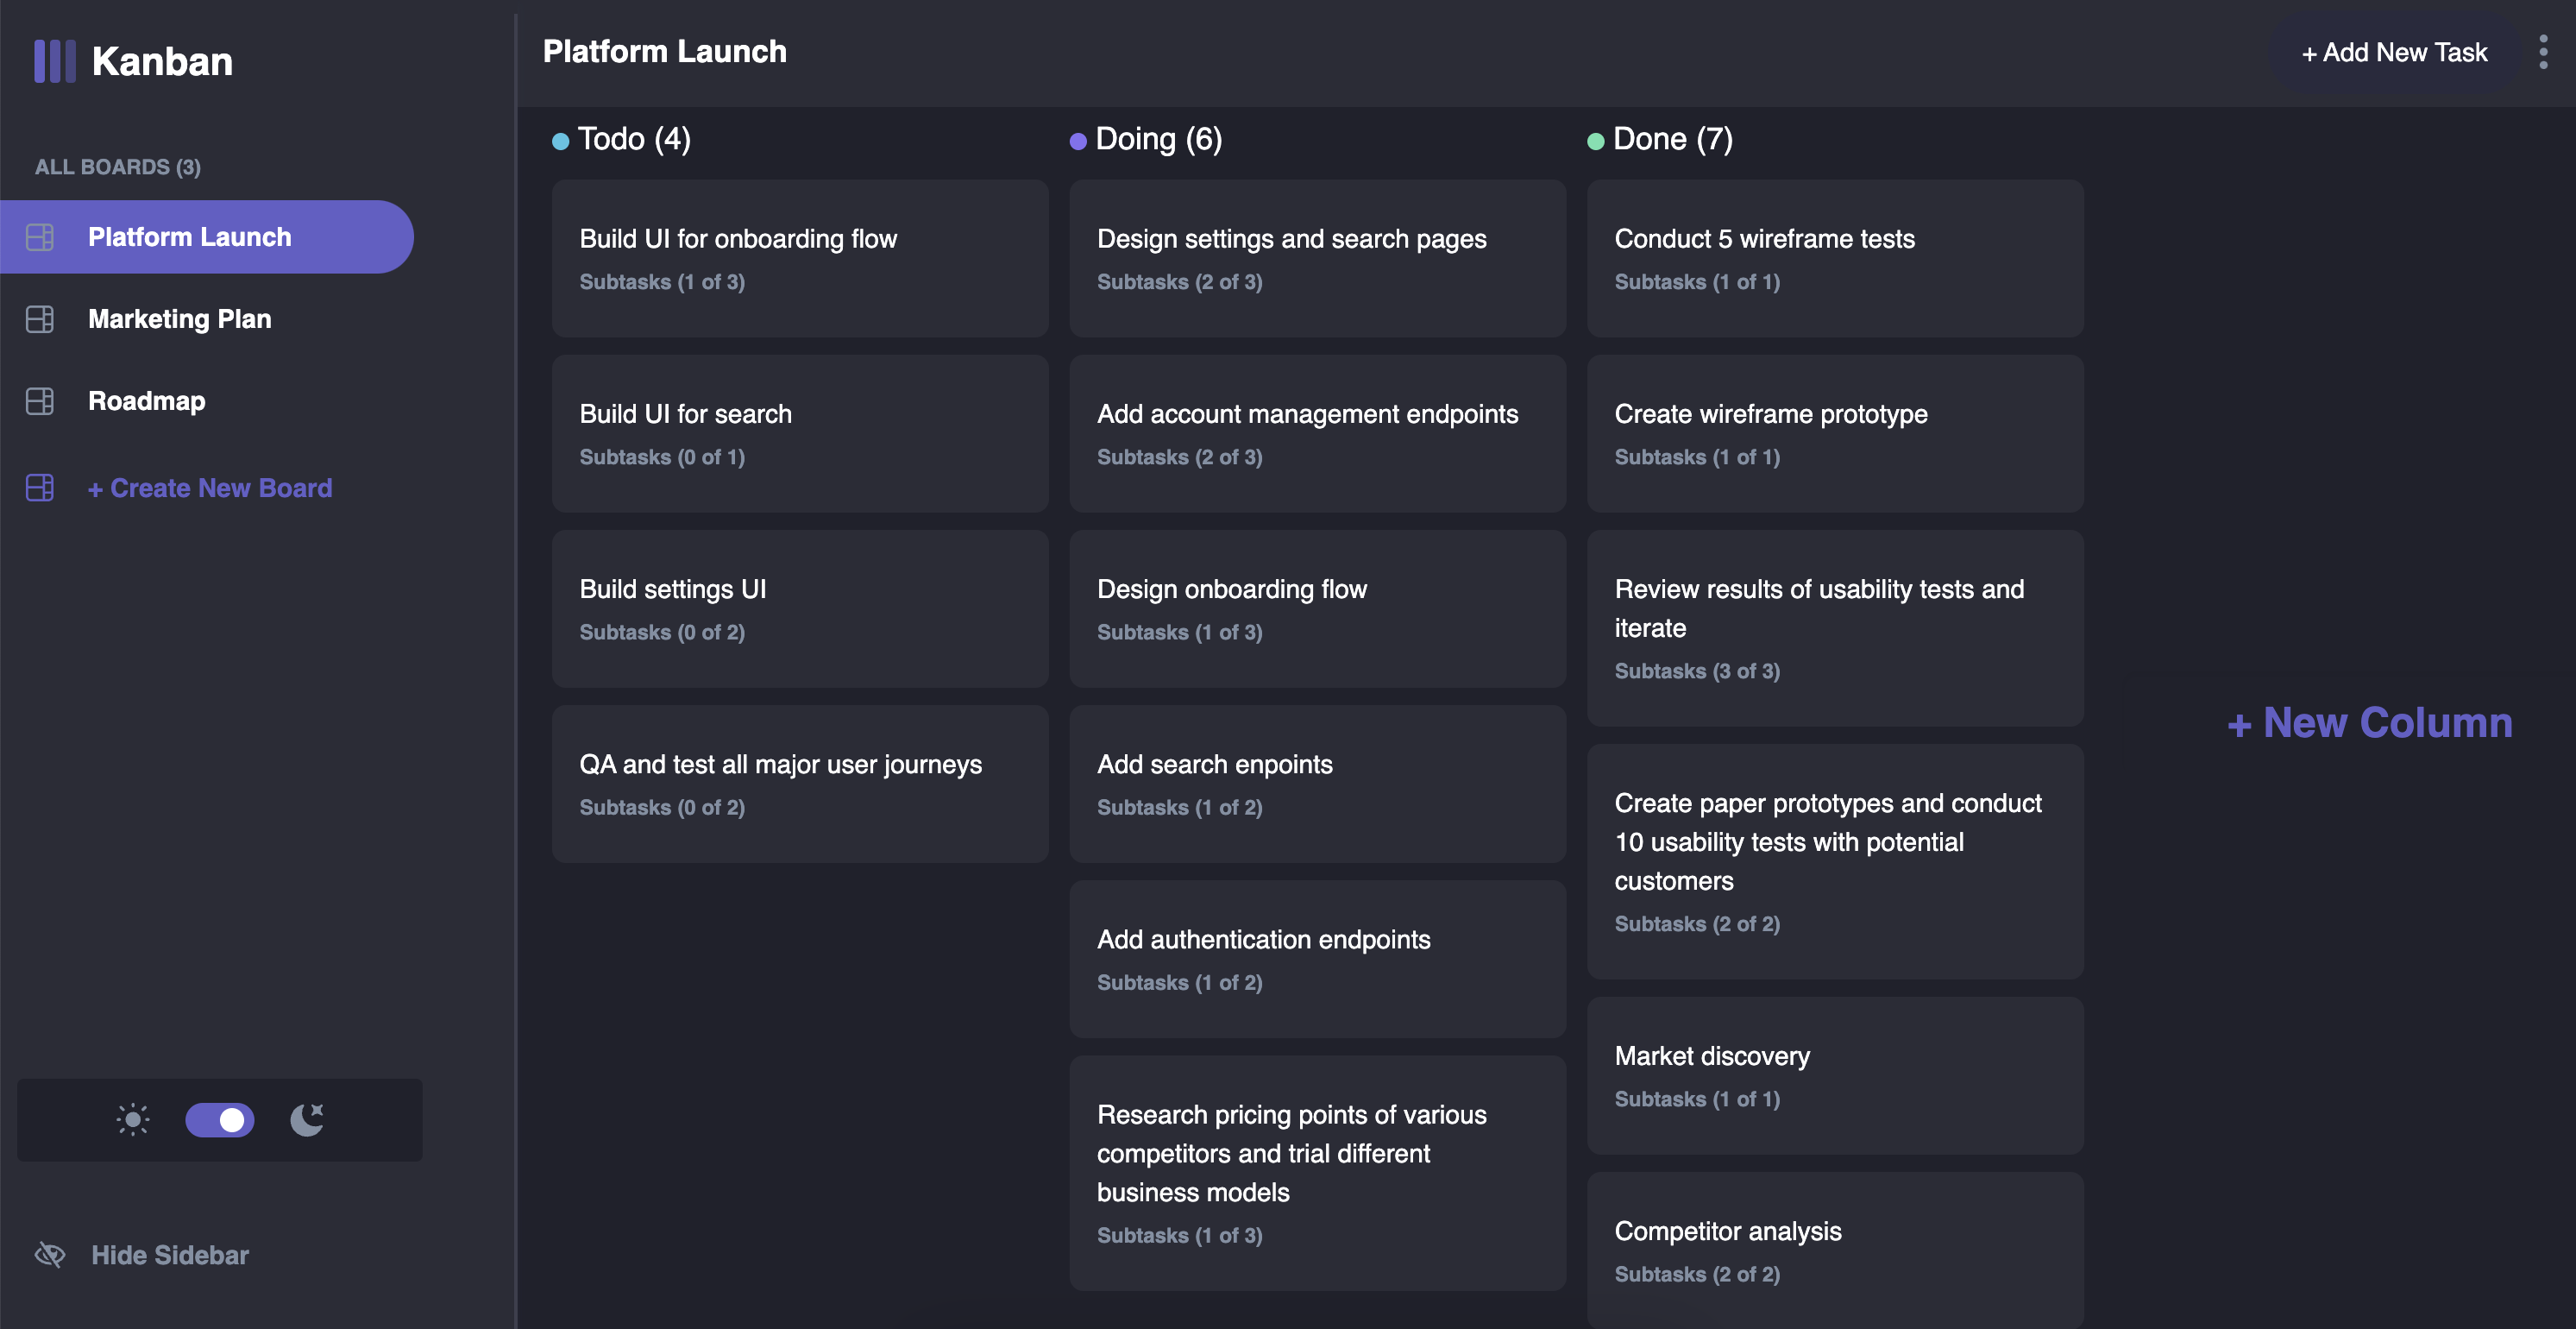 Kanban
ALL BOARDS (3)
Platform Launch
Marketing Plan
Roadmap
+ Create New Board
Hide Sidebar
Platform Launch
+ Add New Task
Todo (4)
Build UI for onboarding flow
Subtasks (1 of 3)
Build UI for search
Subtasks (0 of 1)
Build settings UI
Subtasks (0 of 2)
QA and test all major user journeys
Subtasks (0 of 2)
Doing (6)
Design settings and search pages
Subtasks (2 of 3)
Add account management endpoints
Subtasks (2 of 3)
Design onboarding flow
Subtasks (1 of 3)
Add search enpoints
Subtasks (1 of 2)
Add authentication endpoints
Subtasks (1 of 2)
Research pricing points of various
competitors and trial different
business models
Subtasks (1 of 3)
Done (7)
Conduct 5 wireframe tests
Subtasks (1 of 1)
Create wireframe prototype
Subtasks (1 of 1)
Review results of usability tests and
iterate
Subtasks (3 of 3)
Create paper prototypes and conduct
10 usability tests with potential
customers
Subtasks (2 of 2)
Market discovery
Subtasks (1 of 1)
Competitor analysis
Subtasks (2 of 2)
+ New Column